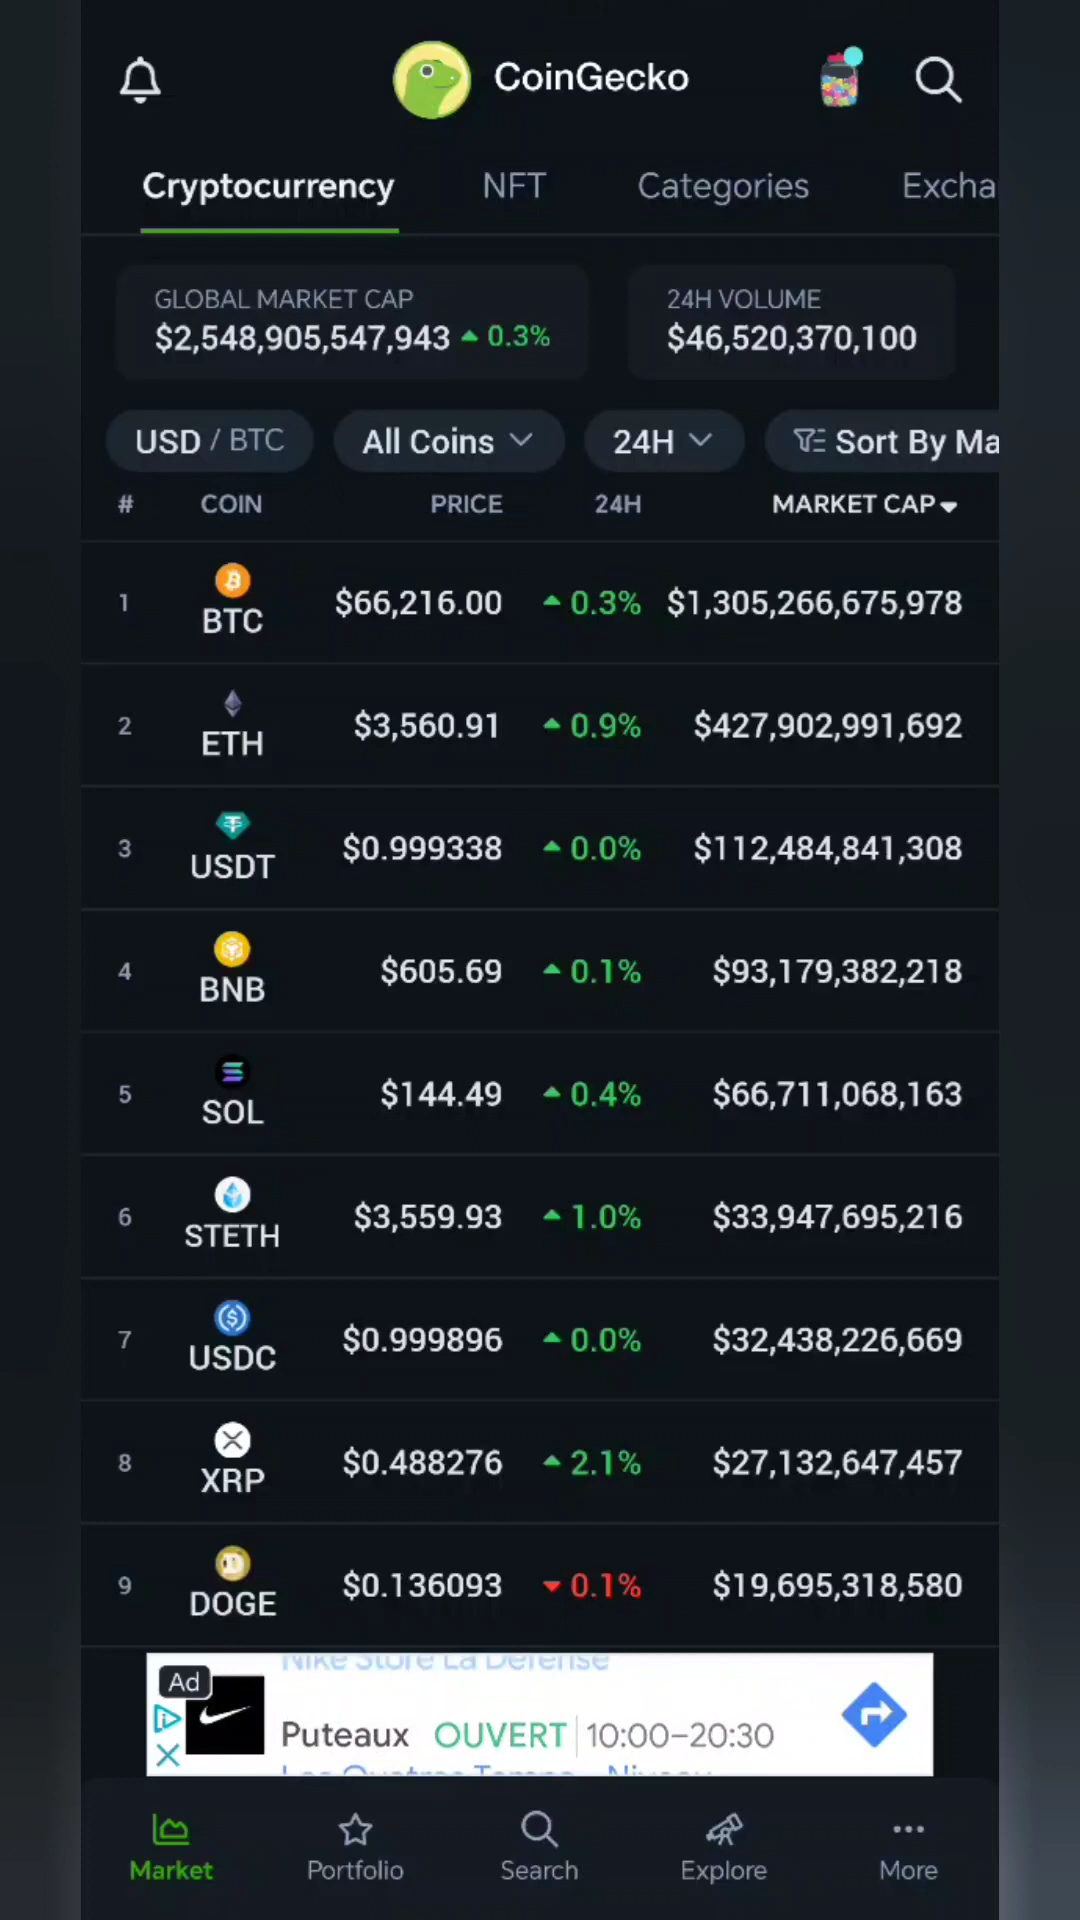 CoinGecko
Cryptocurrency NFT Categories Excha
GLOBAL MARKET CAP 24H VOLUME
$2,548,905,547,943 0.3% $46,520,370,100
USD / BTC All Coins 24H Sort By Ma
# COIN PRICE 24H MARKET CAP
1 BTC $66,216.00 0.3% $1,305,266,675,978
2 ETH $3,560.91 0.9% $427,902,991,692
3 USDT $0.999338 0.0% $112,484,841,308
4 BNB $605.69 0.1% $93,179,382,218
5 SOL $144.49 0.4% $66,711,068,163
6 STETH $3,559.93 1.0% $33,947,695,216
7 USDC $0.999896 0.0% $32,438,226,669
8 XRP $0.488276 2.1% $27,132,647,457
9 DOGE $0.136093 0.1% $19,695,318,580
Nike Store La Défense
Ad
Puteaux OUVERT 10:00–20:30
Market Portfolio Search Explore More